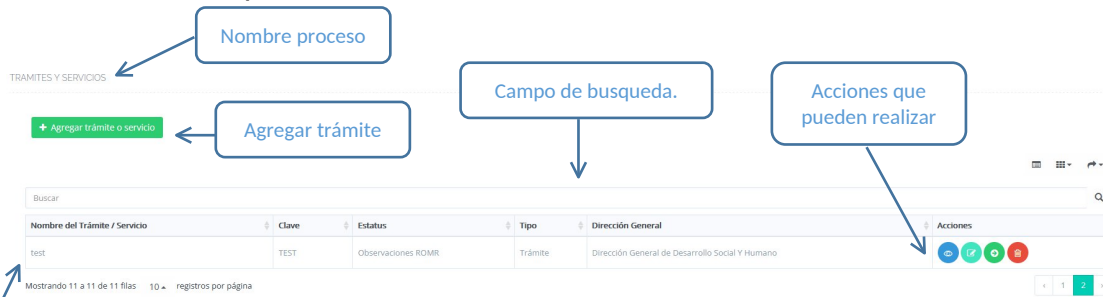 Nombre proceso
TRAMITES Y SERVICIOS
Campo de busqueda.
Acciones que
pueden realizar
+ Agregar trámite o servicio
Agregar trámite
Buscar
Nombre del Trámite / Servicio Clave Estatus Tipo Dirección General Acciones
test TEST Observaciones ROMR Trámite Dirección General de Desarrollo Social Y Humano
Mostrando 11 a 11 de 11 filas 10 registros por página
‹ 1 2 ›